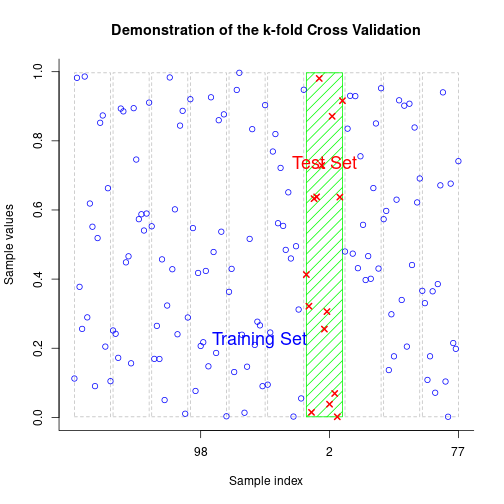 Demonstration of the k-fold Cross Validation
Sample values
1.0
0.8
0.6
0.4
0.2
0.0
Test Set
Training Set
98
2
77
Sample index